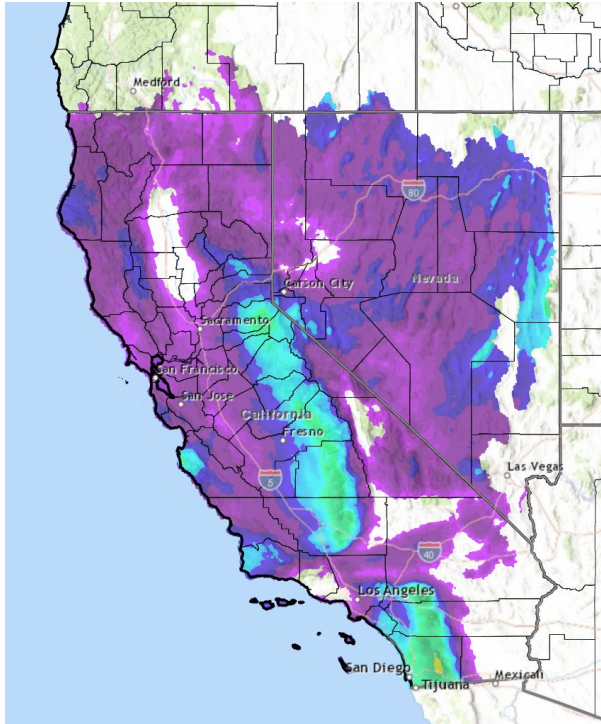 Medford
80
Nevada
Carson City
Sacramento
San Francisco
San Jose
California
Fresno
5
Las Vegas
40
Los Angeles
San Diego
Tijuana
Mexicali